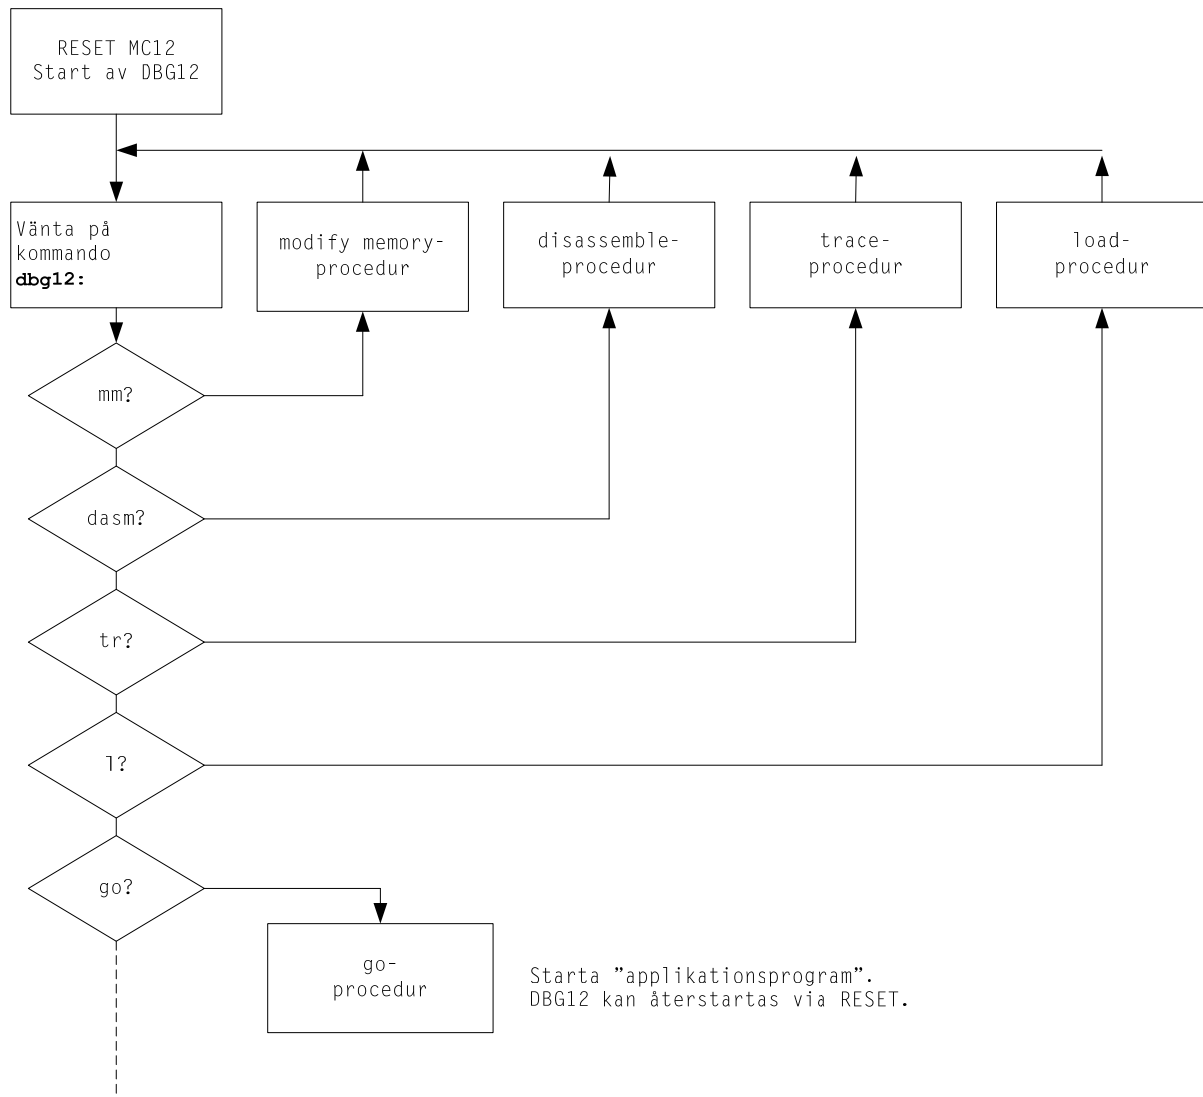 RESET MC12
Start av DBG12
Vänta på
kommando
dbg12:
modify memory-
procedur
disassemble-
procedur
trace-
procedur
load-
procedur
mm?
dasm?
tr?
l?
go?
go-
procedur
Starta ”applikationsprogram”.
DBG12 kan återstartas via RESET.